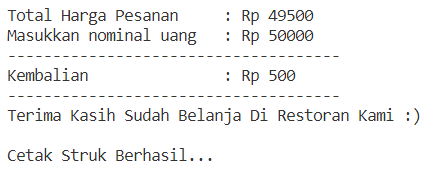 Total Harga Pesanan     : Rp 49500
Masukkan nominal uang   : Rp 50000
-----------------------------------
Kembalian               : Rp 500
-----------------------------------
Terima Kasih Sudah Belanja Di Restoran Kami :)

Cetak Struk Berhasil...